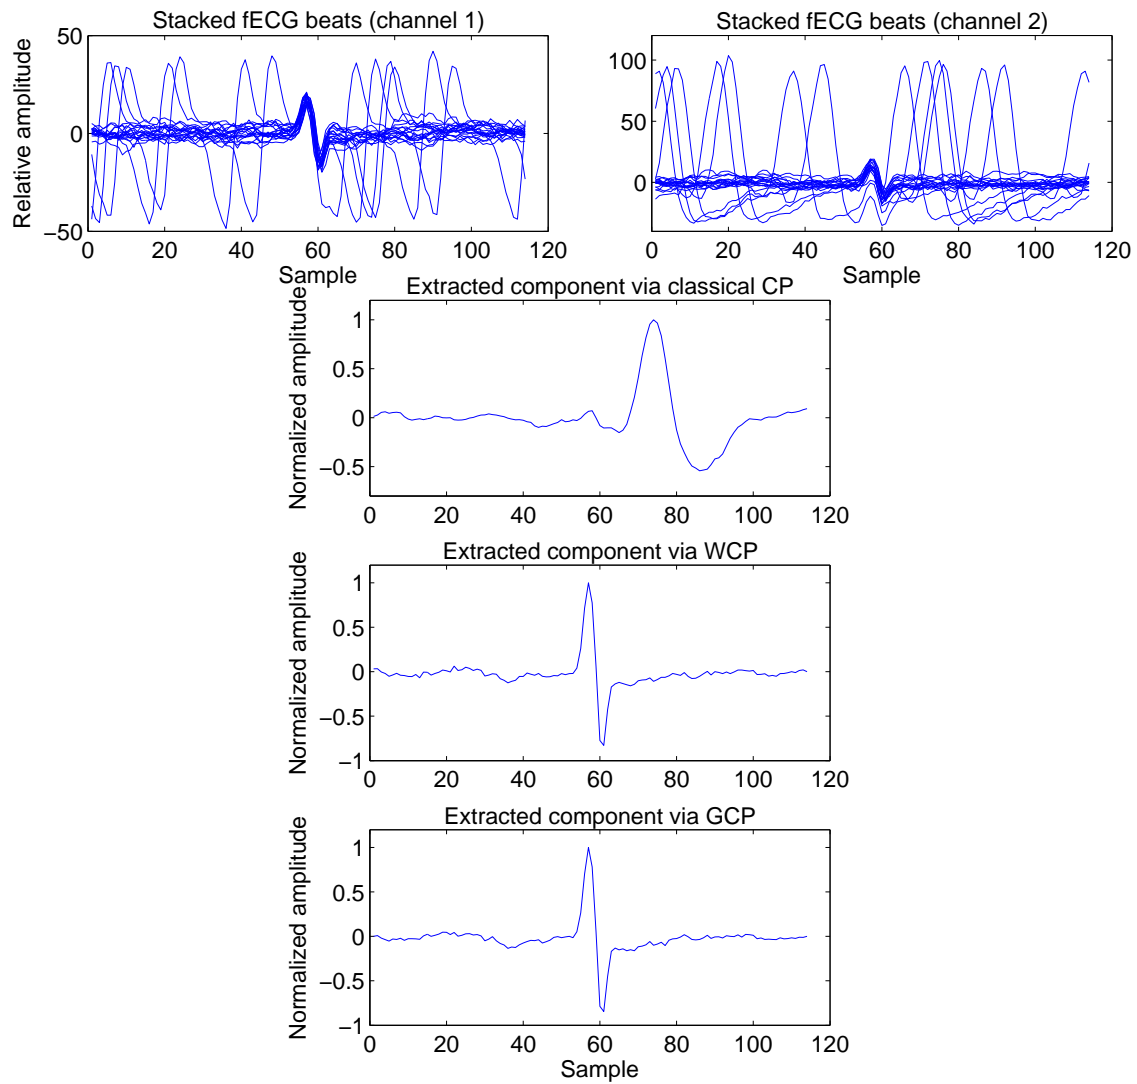 Stacked fECG beats (channel 1)
Relative amplitude
50
0
−50
0 20 40 60 80 100 120
Sample
Stacked fECG beats (channel 2)
100
50
0
0 20 40 60 80 100 120
Sample
Extracted component via classical CP
Normalized amplitude
1
0.5
0
−0.5
0 20 40 60 80 100 120
Extracted component via WCP
Normalized amplitude
1
0.5
0
−0.5
−1
0 20 40 60 80 100 120
Extracted component via GCP
Normalized amplitude
1
0.5
0
−0.5
−1
0 20 40 60 80 100 120
Sample